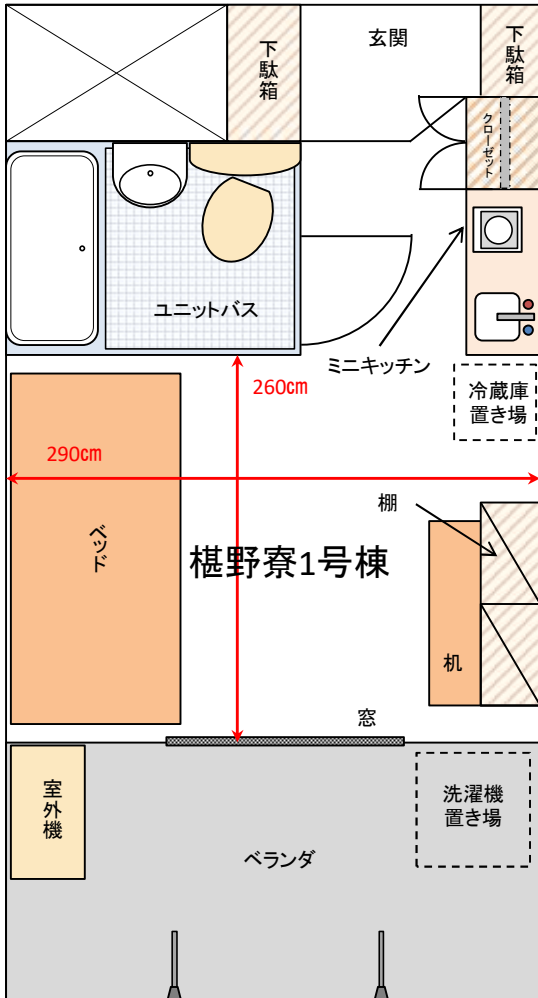 下駄箱
玄関
下駄箱
クローゼット
ユニットバス
ミニキッチン
260㎝
冷蔵庫
置き場
290㎝
棚
ベッド
椹野寮1号棟
机
窓
室外機
洗濯機
置き場
ベランダ